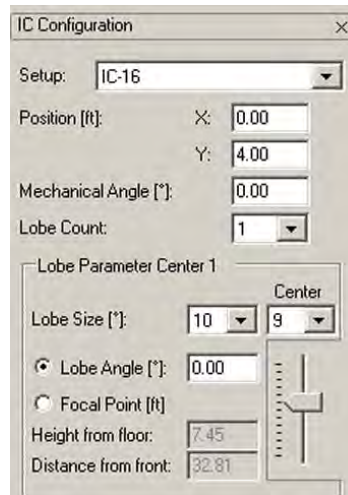 IC Configuration
Setup: IC-16
Position [ft]: X: 0.00
Y: 4.00
Mechanical Angle [°]: 0.00
Lobe Count: 1
Lobe Parameter Center 1
Center
Lobe Size [°]: 10 9
Lobe Angle [°]: 0.00
Focal Point [ft]
Height from floor: 7.45
Distance from front: 32.81